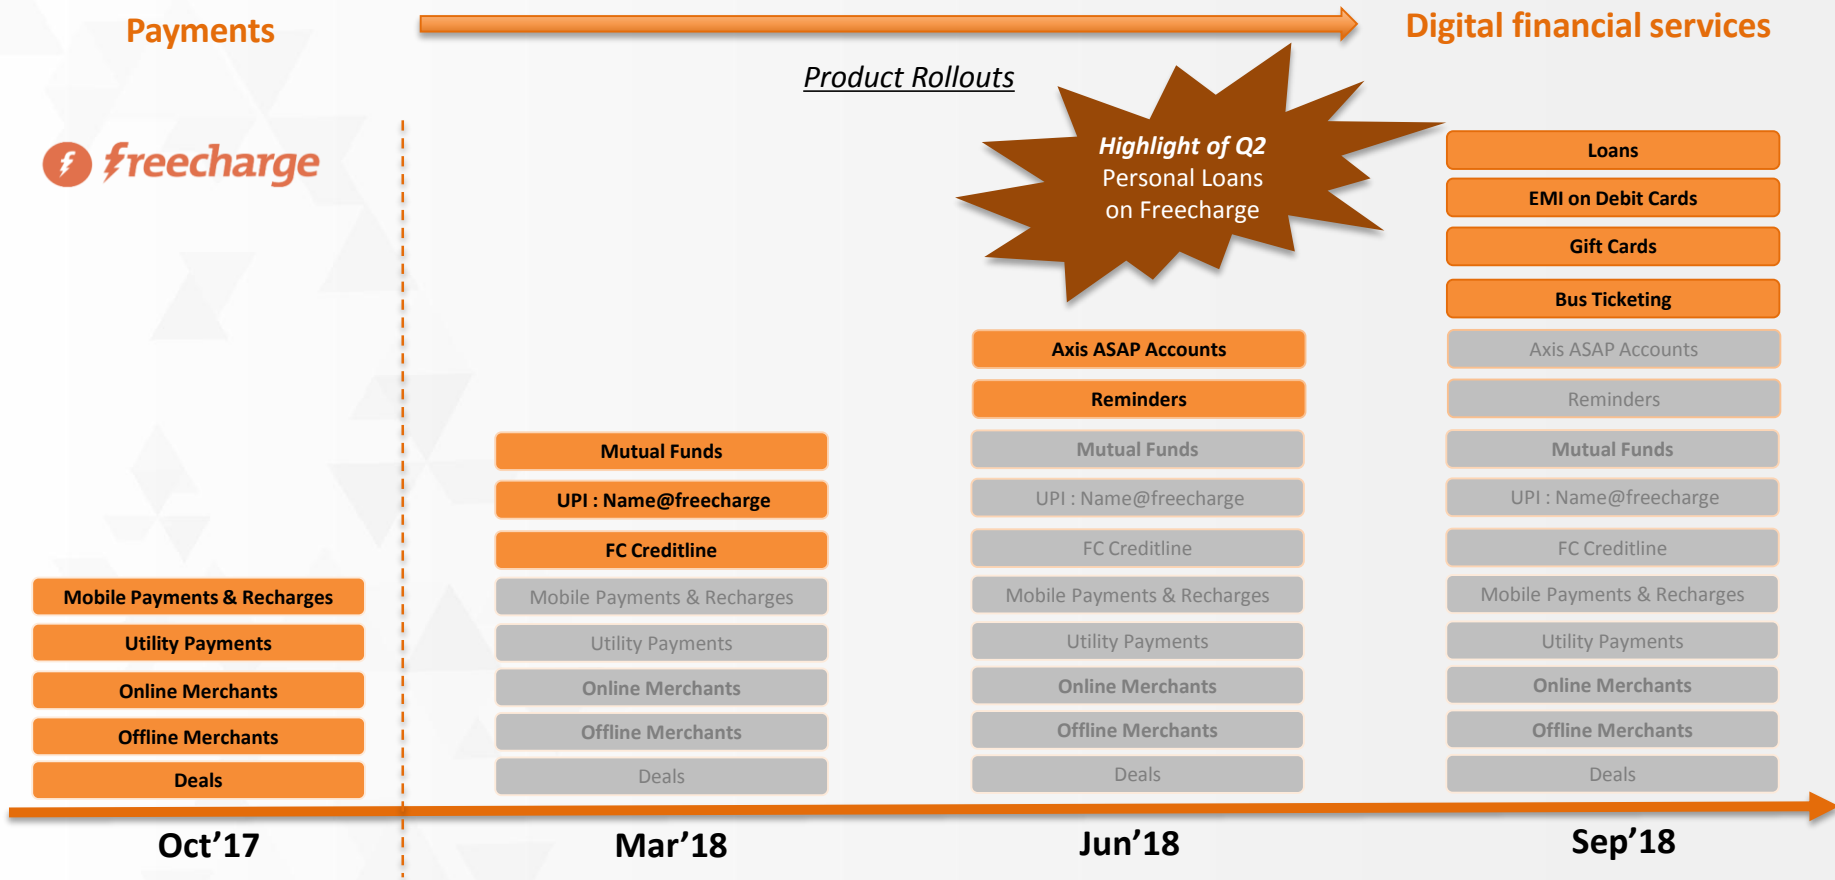 Payments
Digital financial services
Product Rollouts
freecharge
Highlight of Q2
Personal Loans
on Freecharge
Mobile Payments & Recharges
Utility Payments
Online Merchants
Offline Merchants
Deals
Oct’17
Mutual Funds
UPI : Name@freecharge
FC Creditline
Mobile Payments & Recharges
Utility Payments
Online Merchants
Offline Merchants
Deals
Mar’18
Axis ASAP Accounts
Reminders
Mutual Funds
UPI : Name@freecharge
FC Creditline
Mobile Payments & Recharges
Utility Payments
Online Merchants
Offline Merchants
Deals
Jun’18
Loans
EMI on Debit Cards
Gift Cards
Bus Ticketing
Axis ASAP Accounts
Reminders
Mutual Funds
UPI : Name@freecharge
FC Creditline
Mobile Payments & Recharges
Utility Payments
Online Merchants
Offline Merchants
Deals
Sep’18